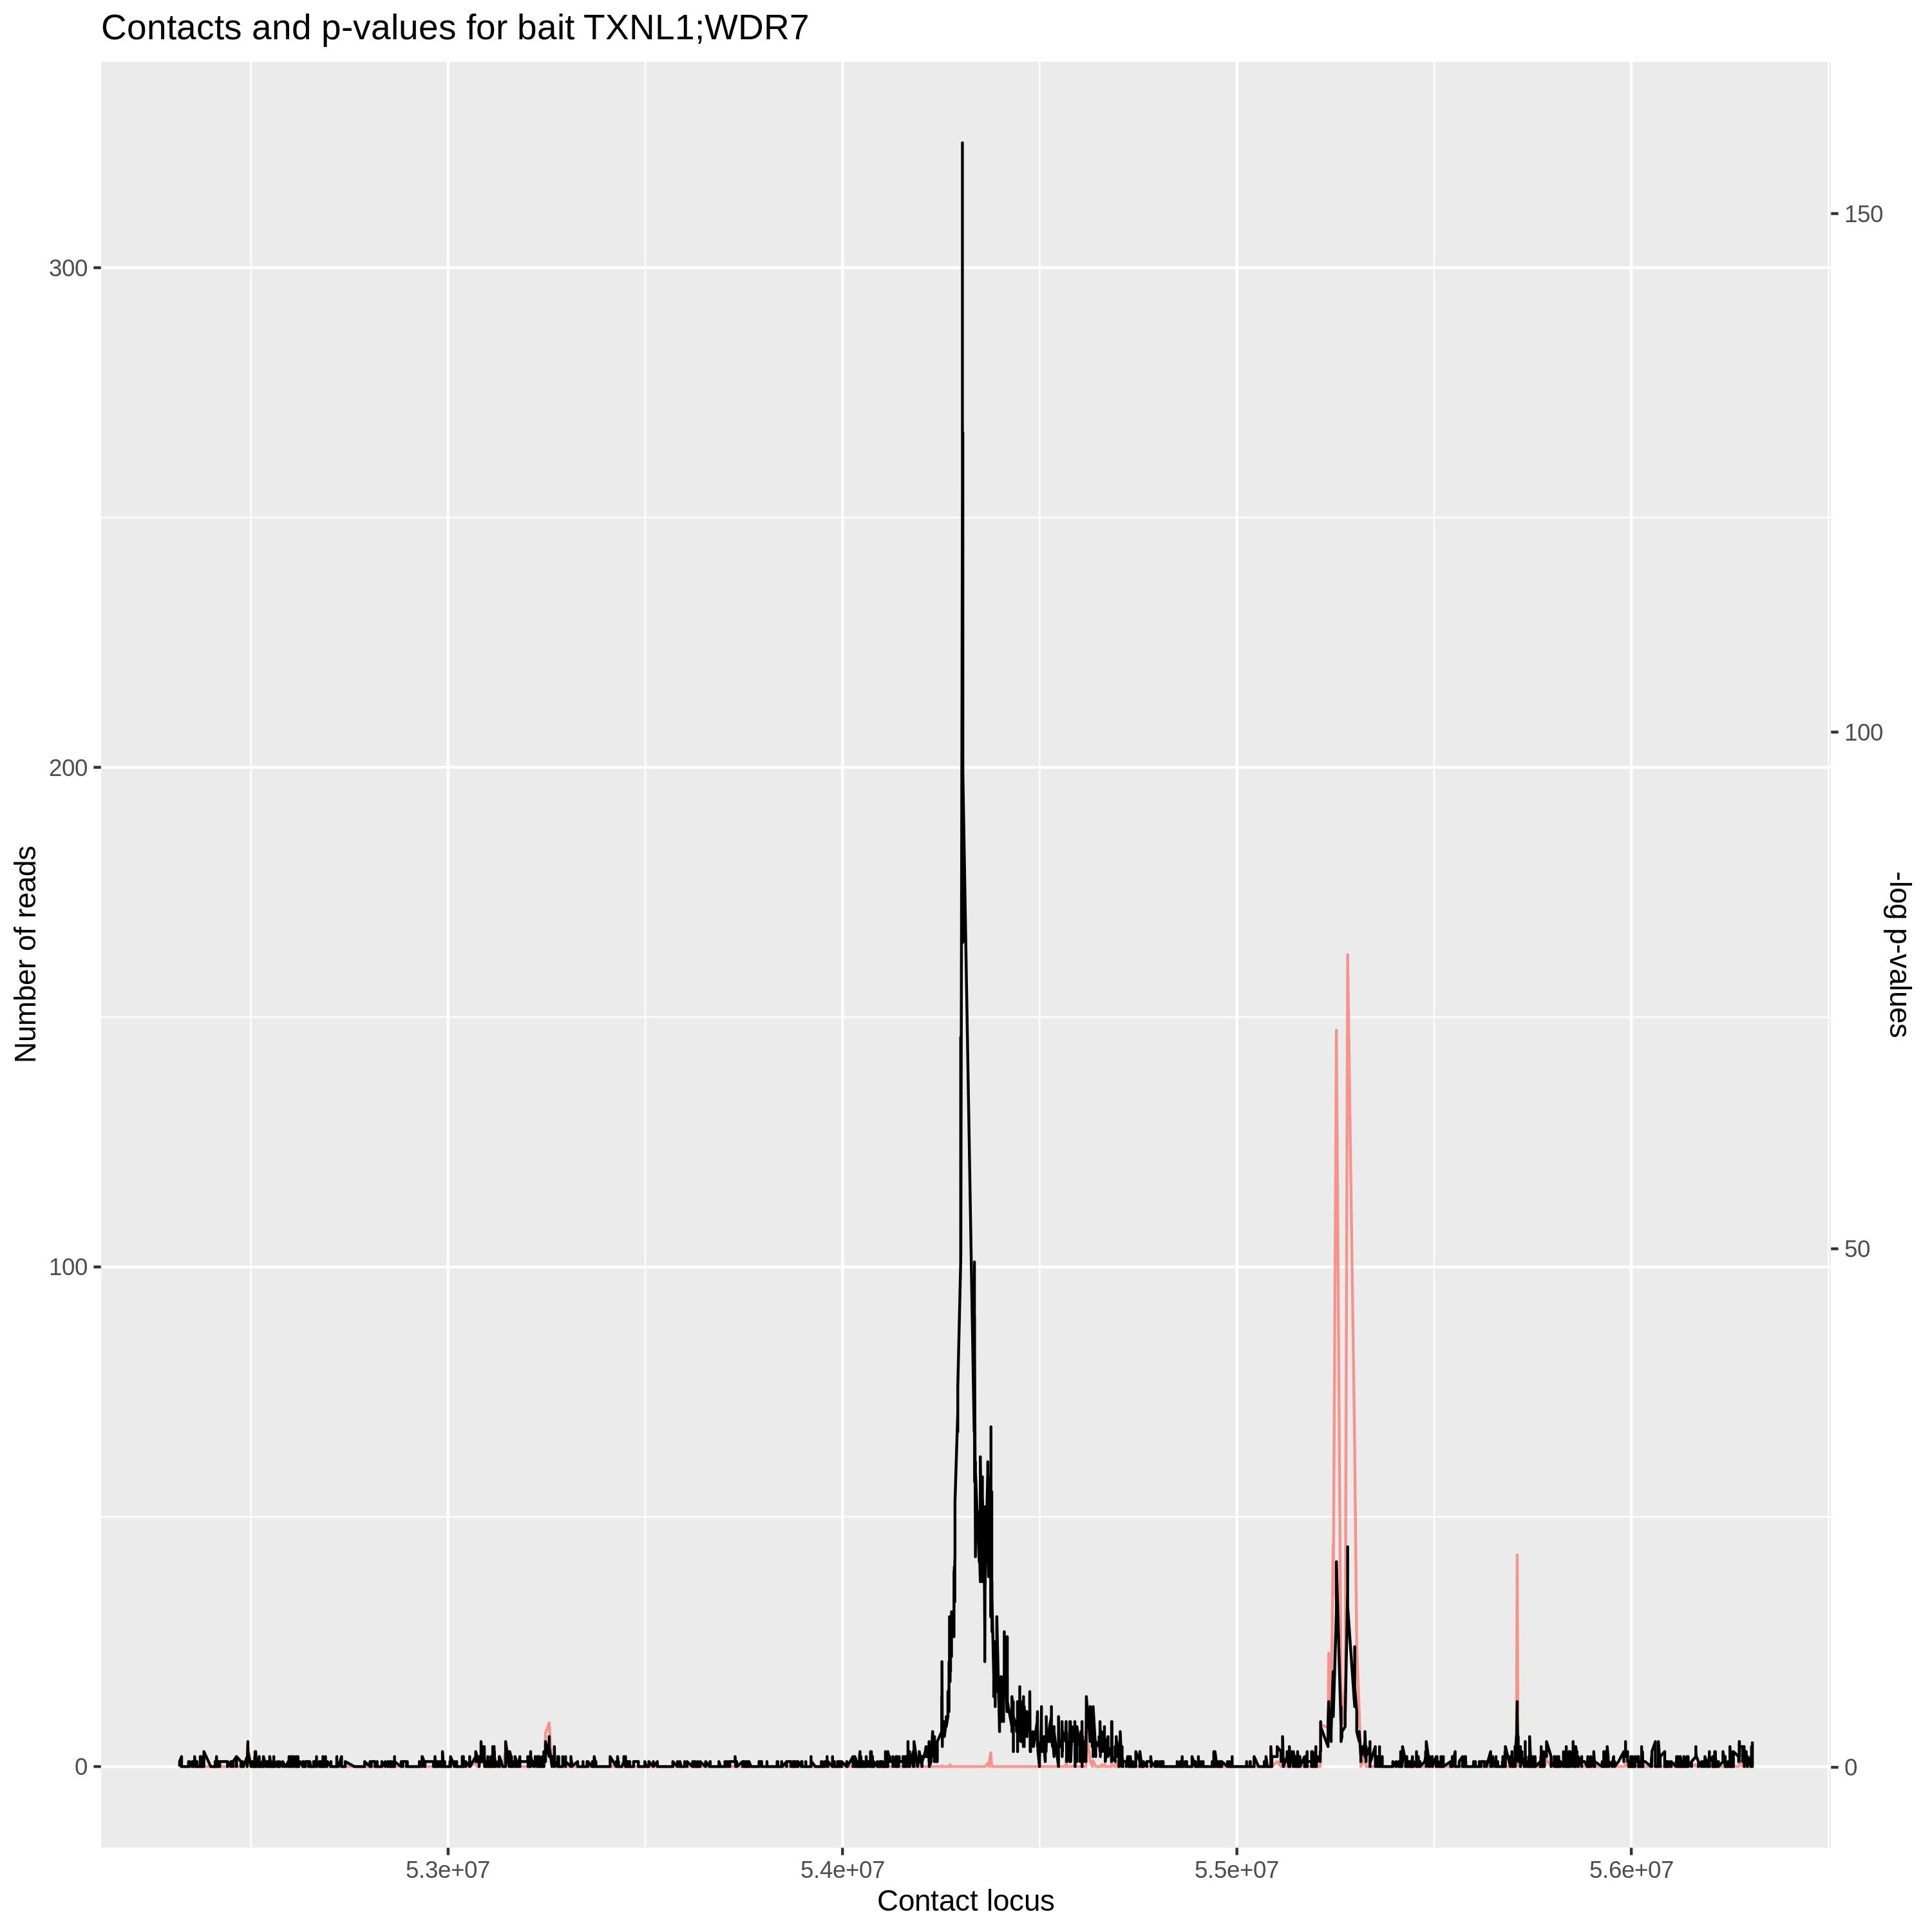 Contacts and p-values for bait TXNL1;WDR7
300
200
100
0
Number of reads
150
100
50
0
-log p-values
5.3e+07
5.4e+07
5.5e+07
5.6e+07
Contact locus